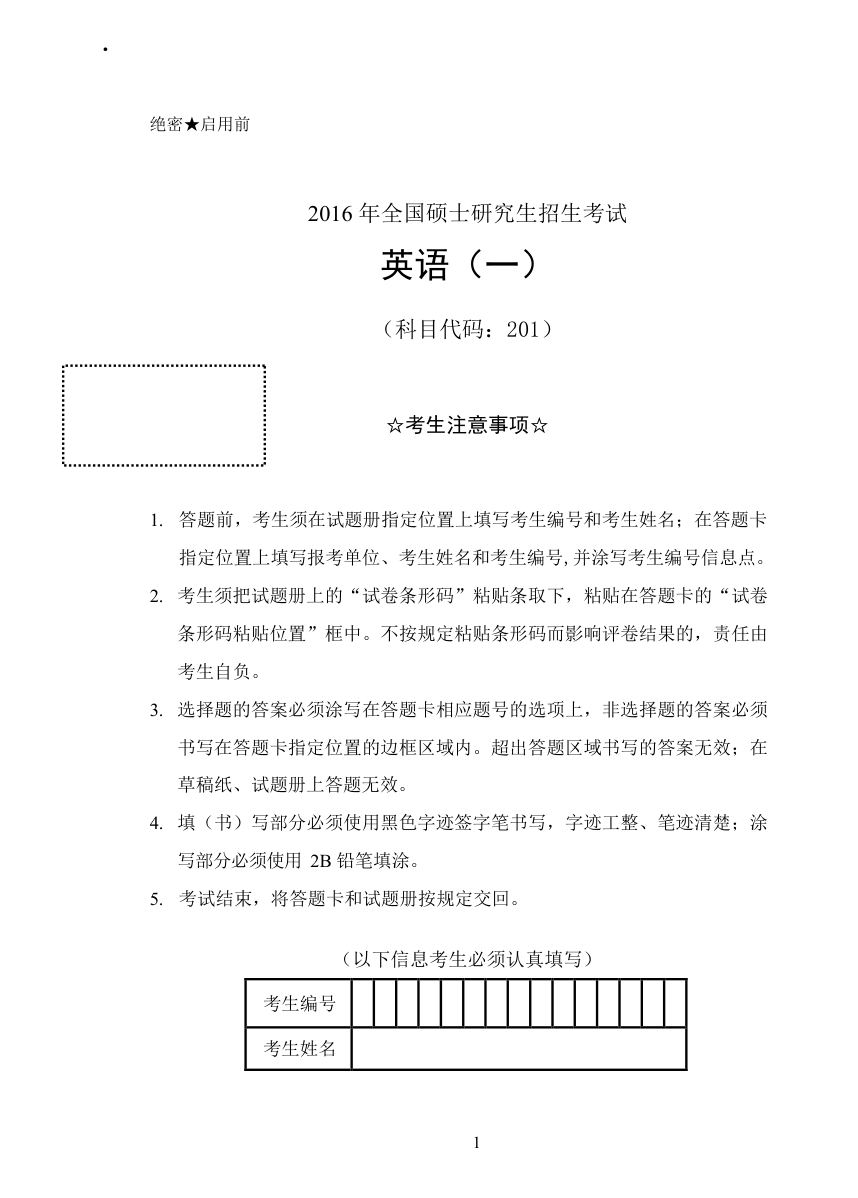 绝密★启用前
2016 年全国硕士研究生招生考试
英语（一）
（科目代码：201）
☆考生注意事项☆
1. 答题前，考生须在试题册指定位置上填写考生编号和考生姓名；在答题卡
指定位置上填写报考单位、考生姓名和考生编号,并涂写考生编号信息点。
2. 考生须把试题册上的“试卷条形码”粘贴条取下，粘贴在答题卡的“试卷
条形码粘贴位置”框中。不按规定粘贴条形码而影响评卷结果的，责任由
考生自负。
3. 选择题的答案必须涂写在答题卡相应题号的选项上，非选择题的答案必须
书写在答题卡指定位置的边框区域内。超出答题区域书写的答案无效；在
草稿纸、试题册上答题无效。
4. 填（书）写部分必须使用黑色字迹签字笔书写，字迹工整、笔迹清楚；涂
写部分必须使用 2B 铅笔填涂。
5. 考试结束，将答题卡和试题册按规定交回。
（以下信息考生必须认真填写）
考生编号
考生姓名
1